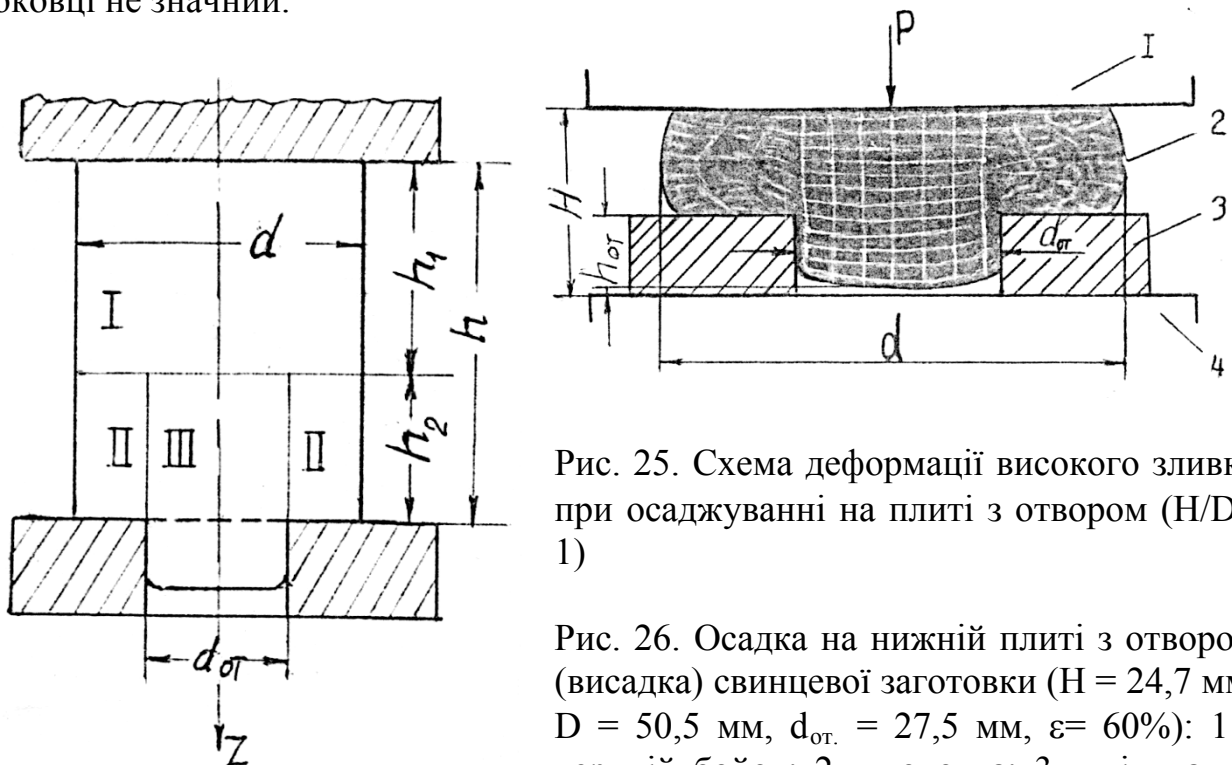 не значний.
P
I
2
3
4
H
hот
dот
d
d
h₁
h
h₂
I
II
III
II
dот
Z
Рис. 25. Схема деформації високого зливк
при осаджуванні на плиті з отвором (H/D
1)
Рис. 26. Осадка на нижній плиті з отворо
(висадка) свинцевої заготовки (H = 24,7 мм
D = 50,5 мм, dот. = 27,5 мм, ε= 60%): 1